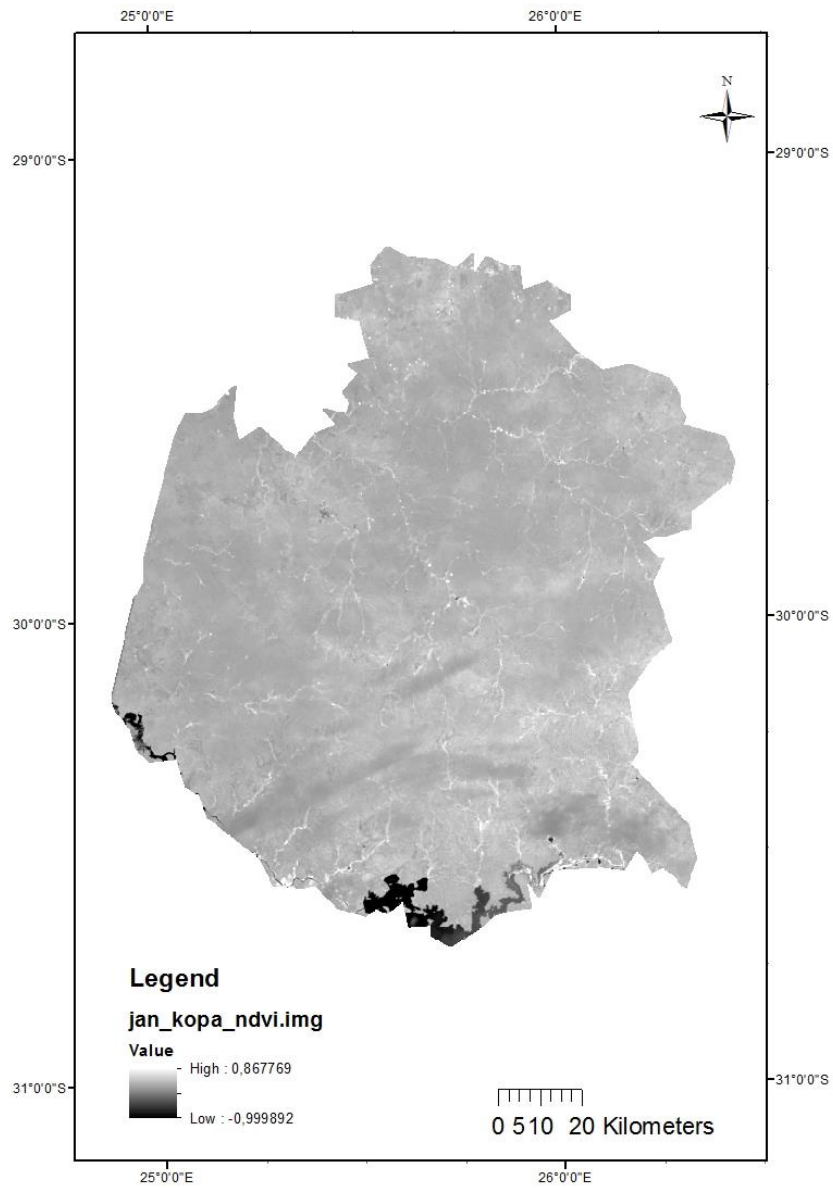 25°0'0"E 26°0'0"E
N
29°0'0"S 29°0'0"S
30°0'0"S 30°0'0"S
Legend
jan_kopa_ndvi.img
Value
High : 0,867769
Low : -0,999892
31°0'0"S 31°0'0"S
0 510 20 Kilometers
25°0'0"E 26°0'0"E